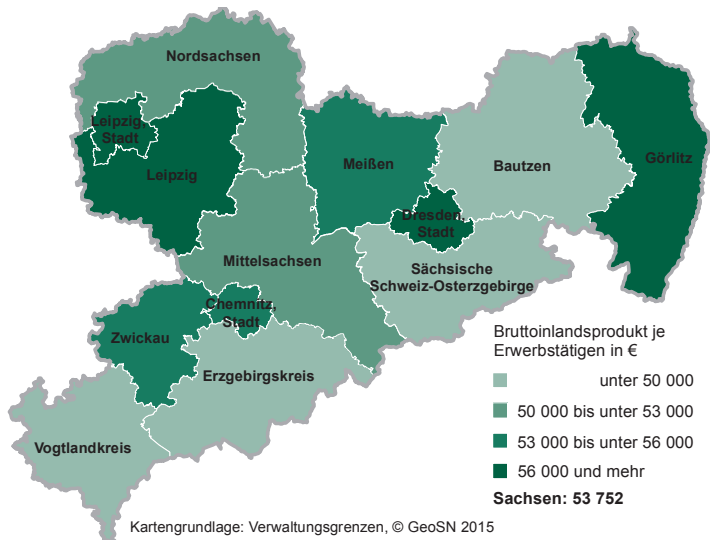 Nordsachsen
Leipzig,
Stadt
Leipzig
Meißen
Bautzen
Görlitz
Dresden,
Stadt
Mittelsachsen
Sächsische
Schweiz-Osterzgebirge
Chemnitz,
Stadt
Zwickau
Erzgebirgskreis
Vogtlandkreis
Bruttoinlandsprodukt je
Erwerbstätigen in €
unter 50 000
50 000 bis unter 53 000
53 000 bis unter 56 000
56 000 und mehr
Sachsen: 53 752
Kartengrundlage: Verwaltungsgrenzen, © GeoSN 2015